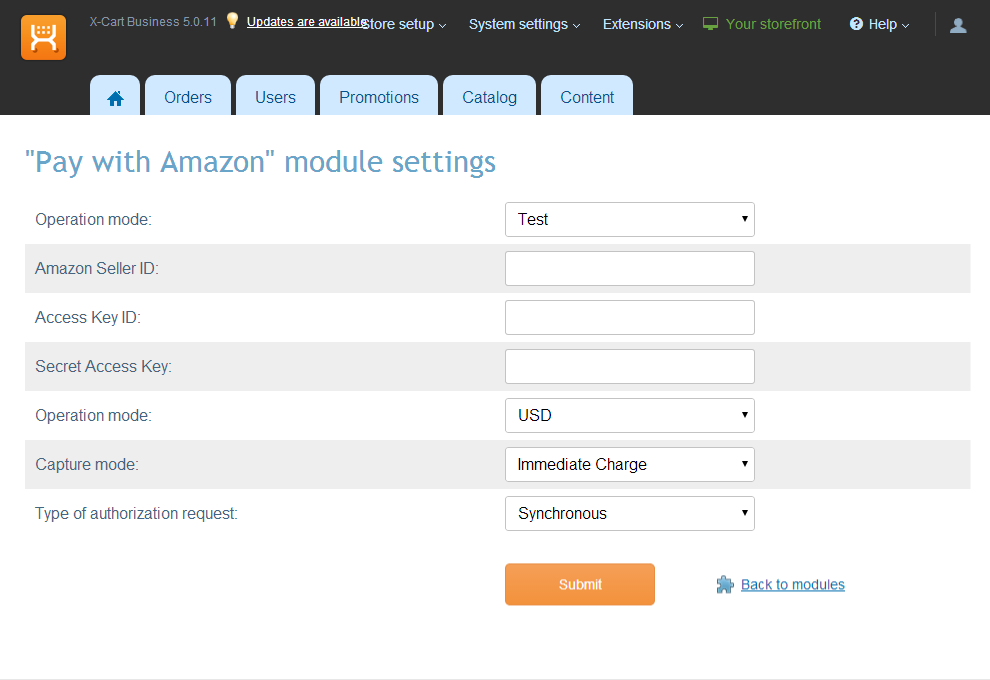 X-Cart Business 5.0.11 Updates are available Store setup System settings Extensions Your storefront ? Help
Orders Users Promotions Catalog Content
"Pay with Amazon" module settings
Operation mode: Test
Amazon Seller ID:
Access Key ID:
Secret Access Key:
Operation mode: USD
Capture mode: Immediate Charge
Type of authorization request: Synchronous
Submit Back to modules